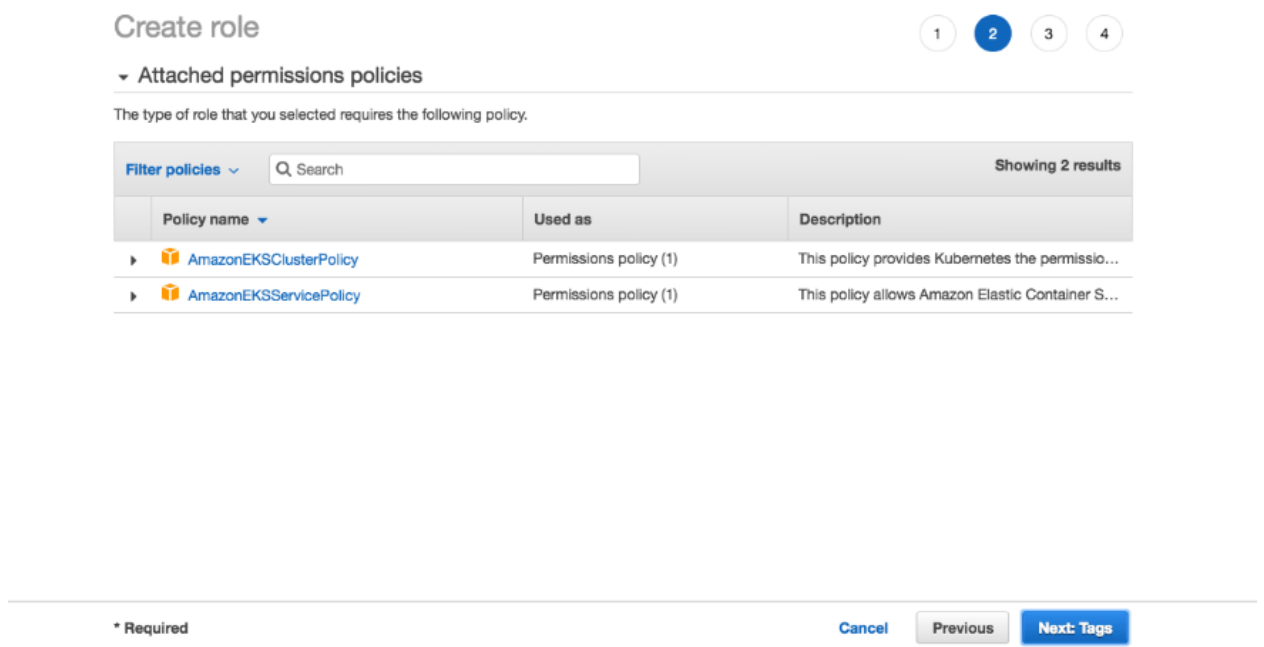 Create role
1 2 3 4
Attached permissions policies
The type of role that you selected requires the following policy.
Filter policies Search Showing 2 results
Policy name Used as Description
AmazonEKSClusterPolicy Permissions policy (1) This policy provides Kubernetes the permissio...
AmazonEKSServicePolicy Permissions policy (1) This policy allows Amazon Elastic Container S...
* Required Cancel Previous Next: Tags